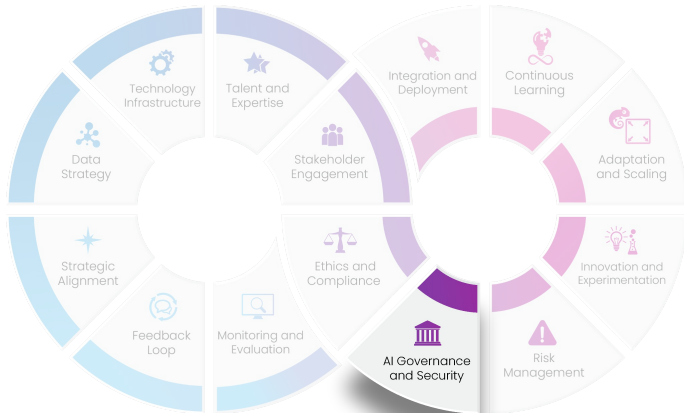 Technology
Infrastructure
Talent and
Expertise
Integration and
Deployment
Continuous
Learning
Data
Strategy
Stakeholder
Engagement
Adaptation
and Scaling
Strategic
Alignment
Ethics and
Compliance
Innovation and
Experimentation
Feedback
Loop
Monitoring and
Evaluation
AI Governance
and Security
Risk
Management